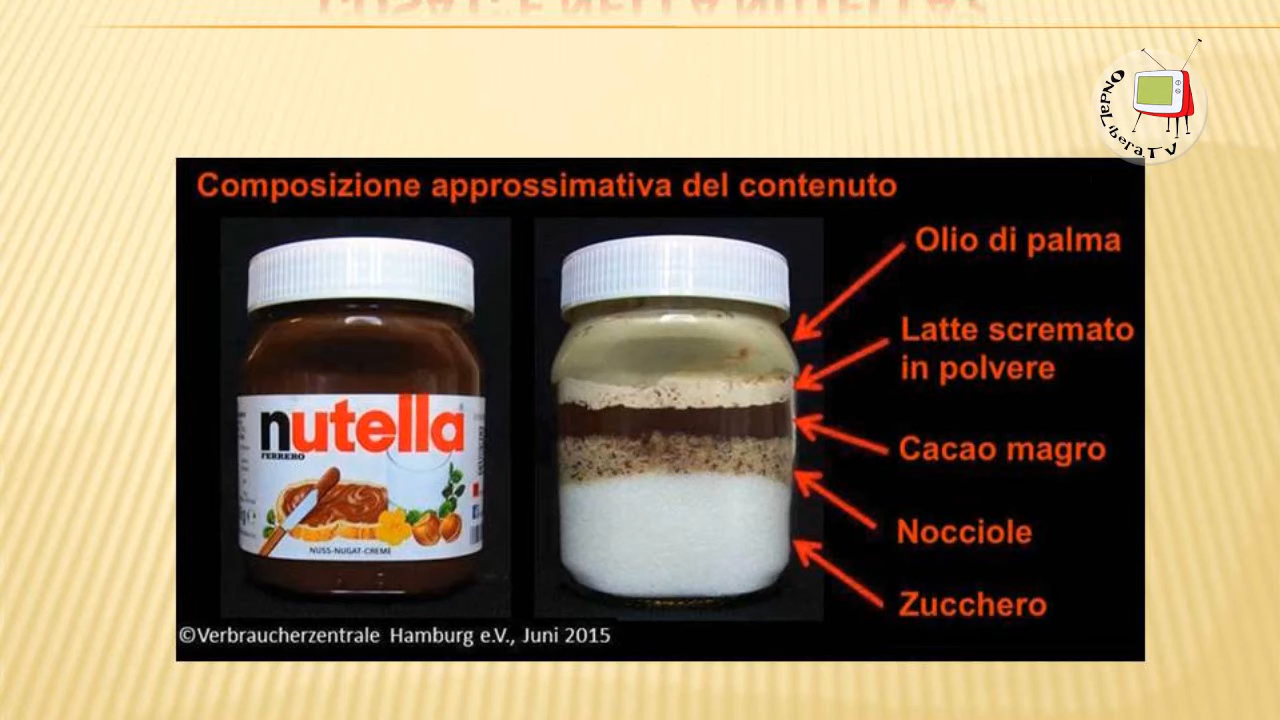 OndaLiberaTV
Composizione approssimativa del contenuto
Olio di palma
Latte scremato
in polvere
Cacao magro
Nocciole
Zucchero
nutella
FERRERO
NUSS-NUGAT-CREME
©Verbraucherzentrale Hamburg e.V., Juni 2015